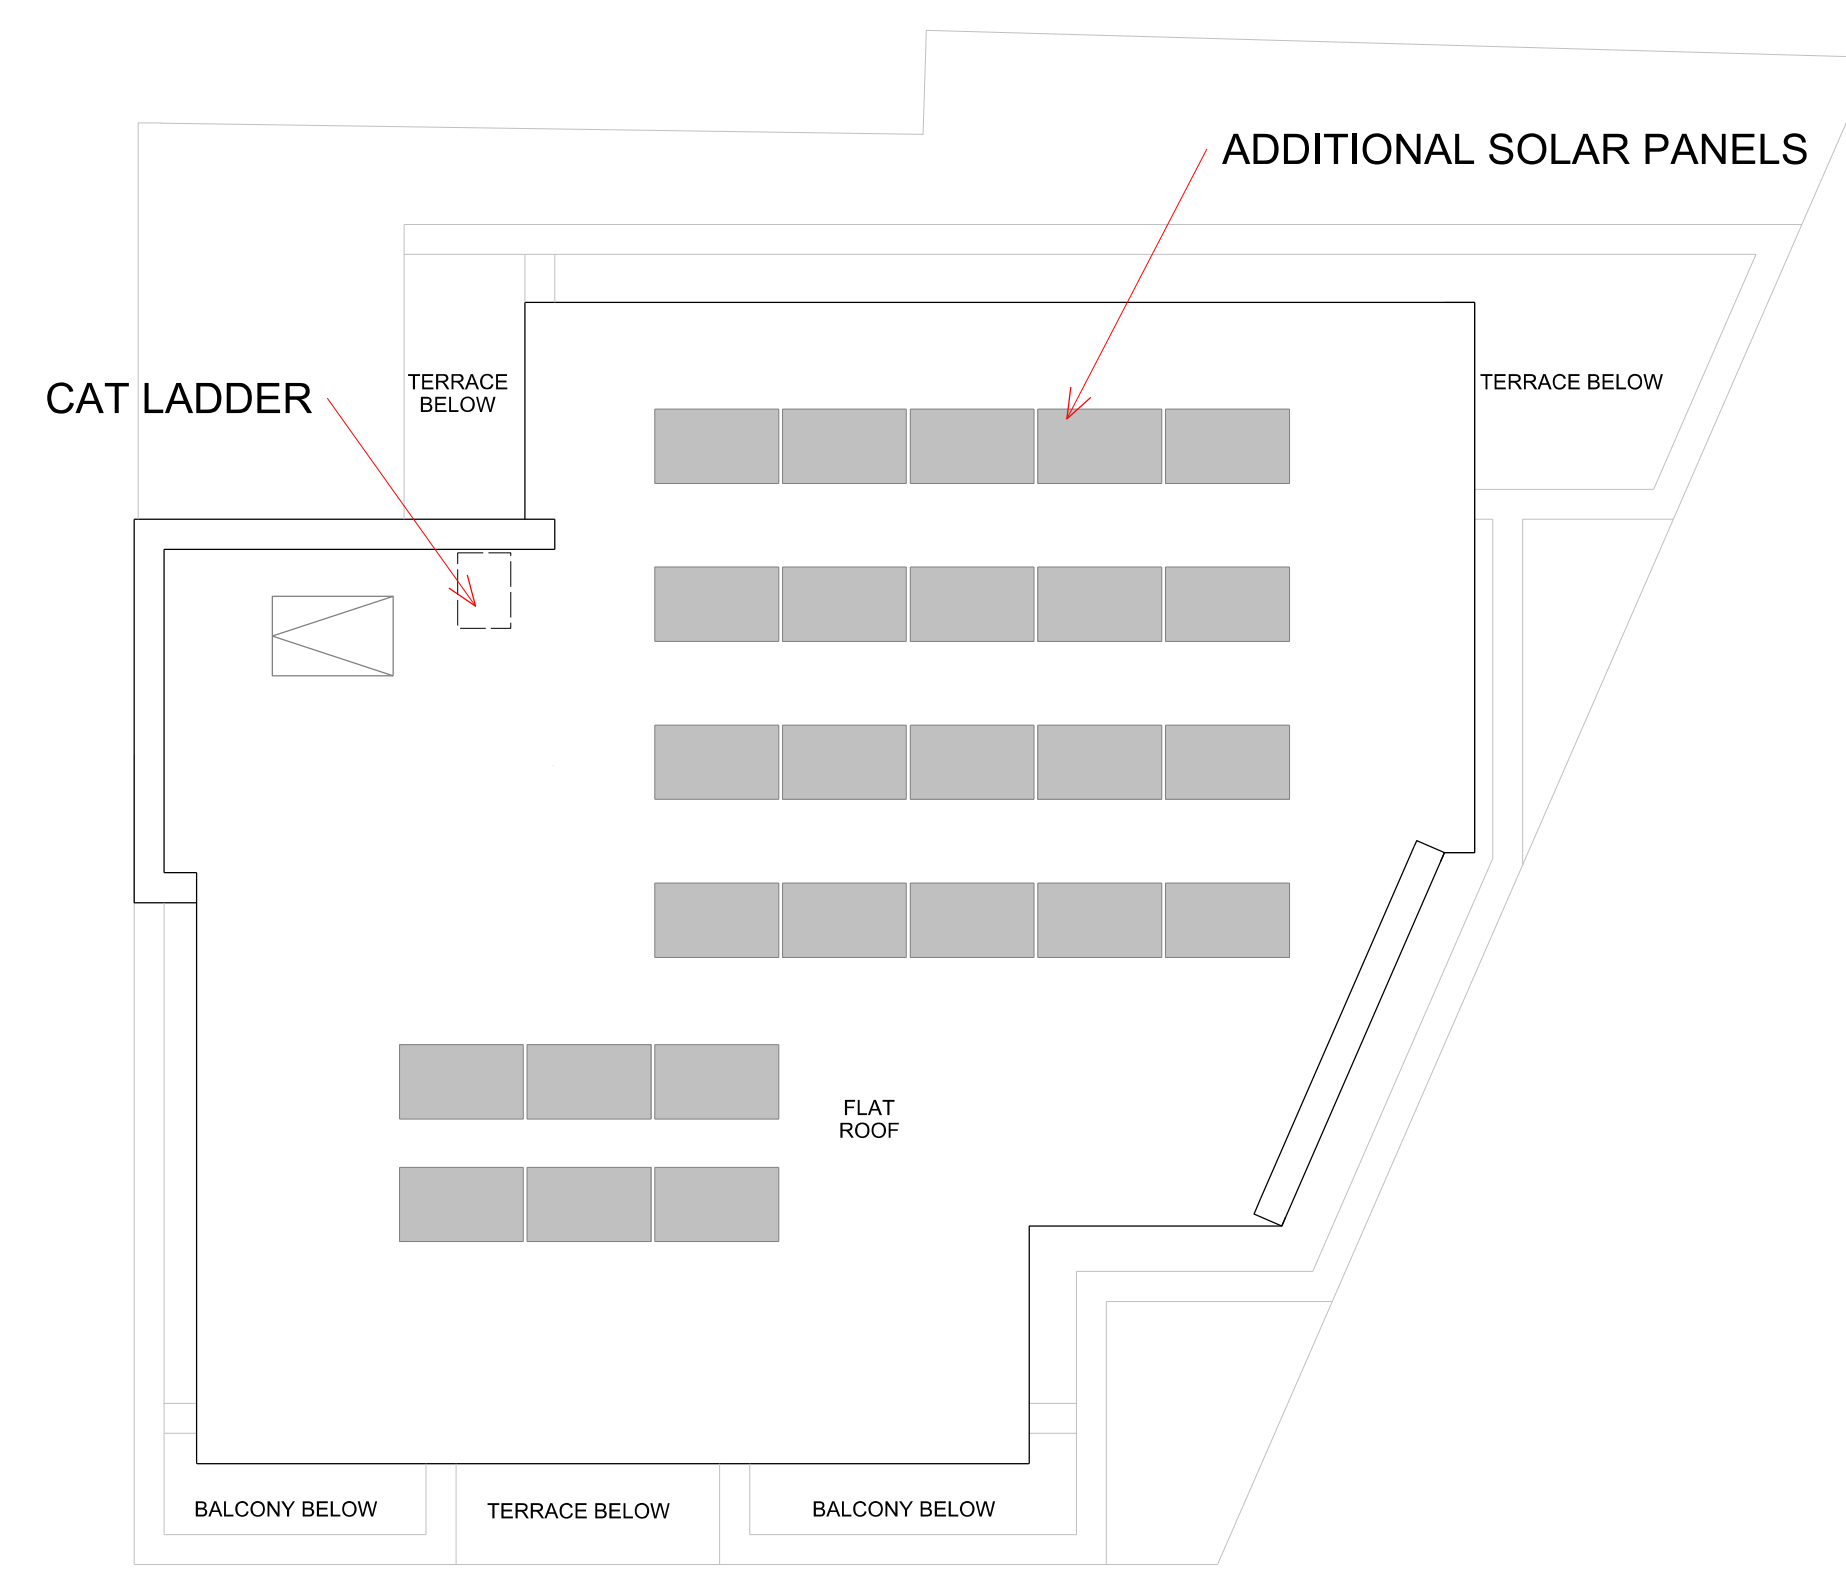 ADDITIONAL SOLAR PANELS
CAT LADDER
TERRACE
BELOW
TERRACE BELOW
FLAT
ROOF
BALCONY BELOW
TERRACE BELOW
BALCONY BELOW